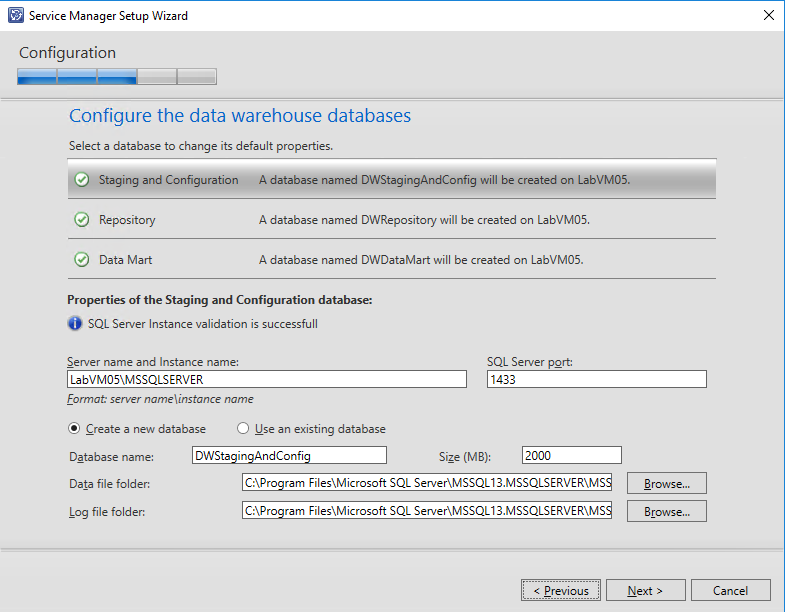 Service Manager Setup Wizard
Configuration
Configure the data warehouse databases
Select a database to change its default properties.
Staging and Configuration A database named DWStagingAndConfig will be created on LabVM05.
Repository A database named DWRepository will be created on LabVM05.
Data Mart A database named DWDataMart will be created on LabVM05.
Properties of the Staging and Configuration database:
SQL Server Instance validation is successfull
Server name and Instance name: SQL Server port:
LabVM05\MSSQLSERVER 1433
Format: server name\instance name
Create a new database Use an existing database
Database name: DWStagingAndConfig Size (MB): 2000
Data file folder: C:\Program Files\Microsoft SQL Server\MSSQL13.MSSQLSERVER\MSS Browse...
Log file folder: C:\Program Files\Microsoft SQL Server\MSSQL13.MSSQLSERVER\MSS Browse...
< Previous Next > Cancel